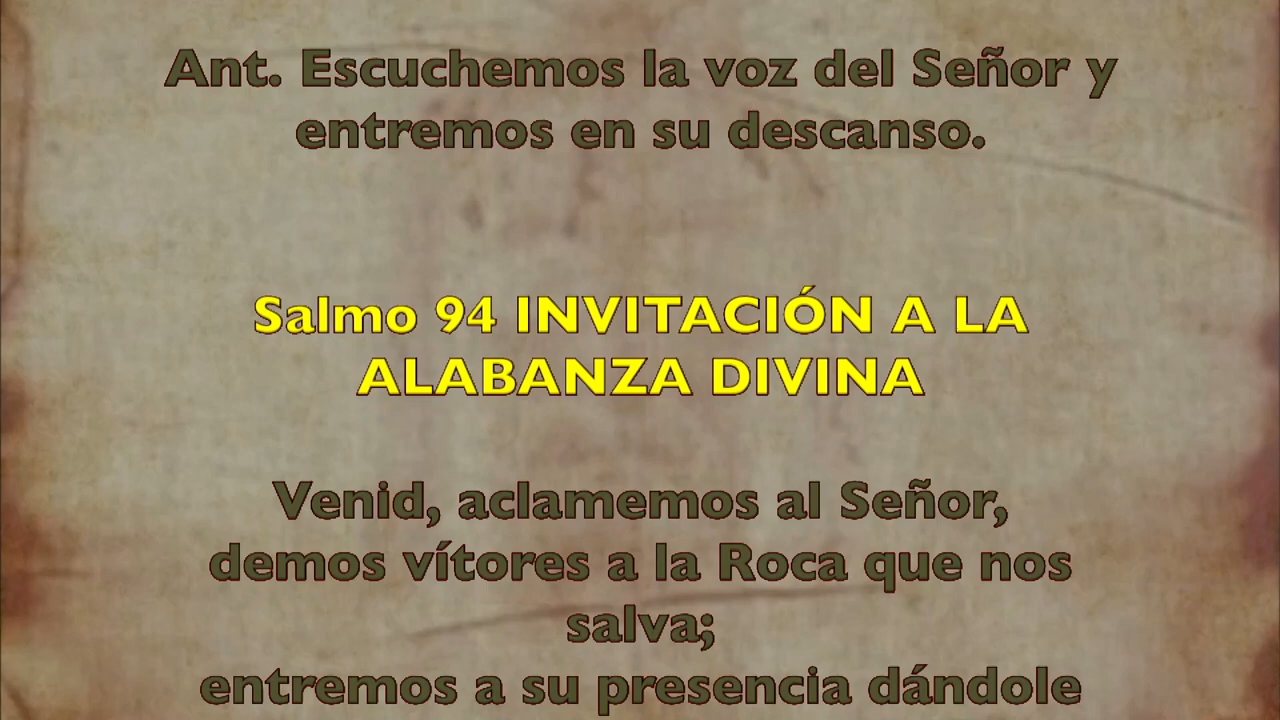 Ant. Escuchemos la voz del Señor y
entremos en su descanso.
Salmo 94 INVITACIÓN A LA
ALABANZA DIVINA
Venid, aclamemos al Señor,
demos vítores a la Roca que nos
salva;
entremos a su presencia dándole